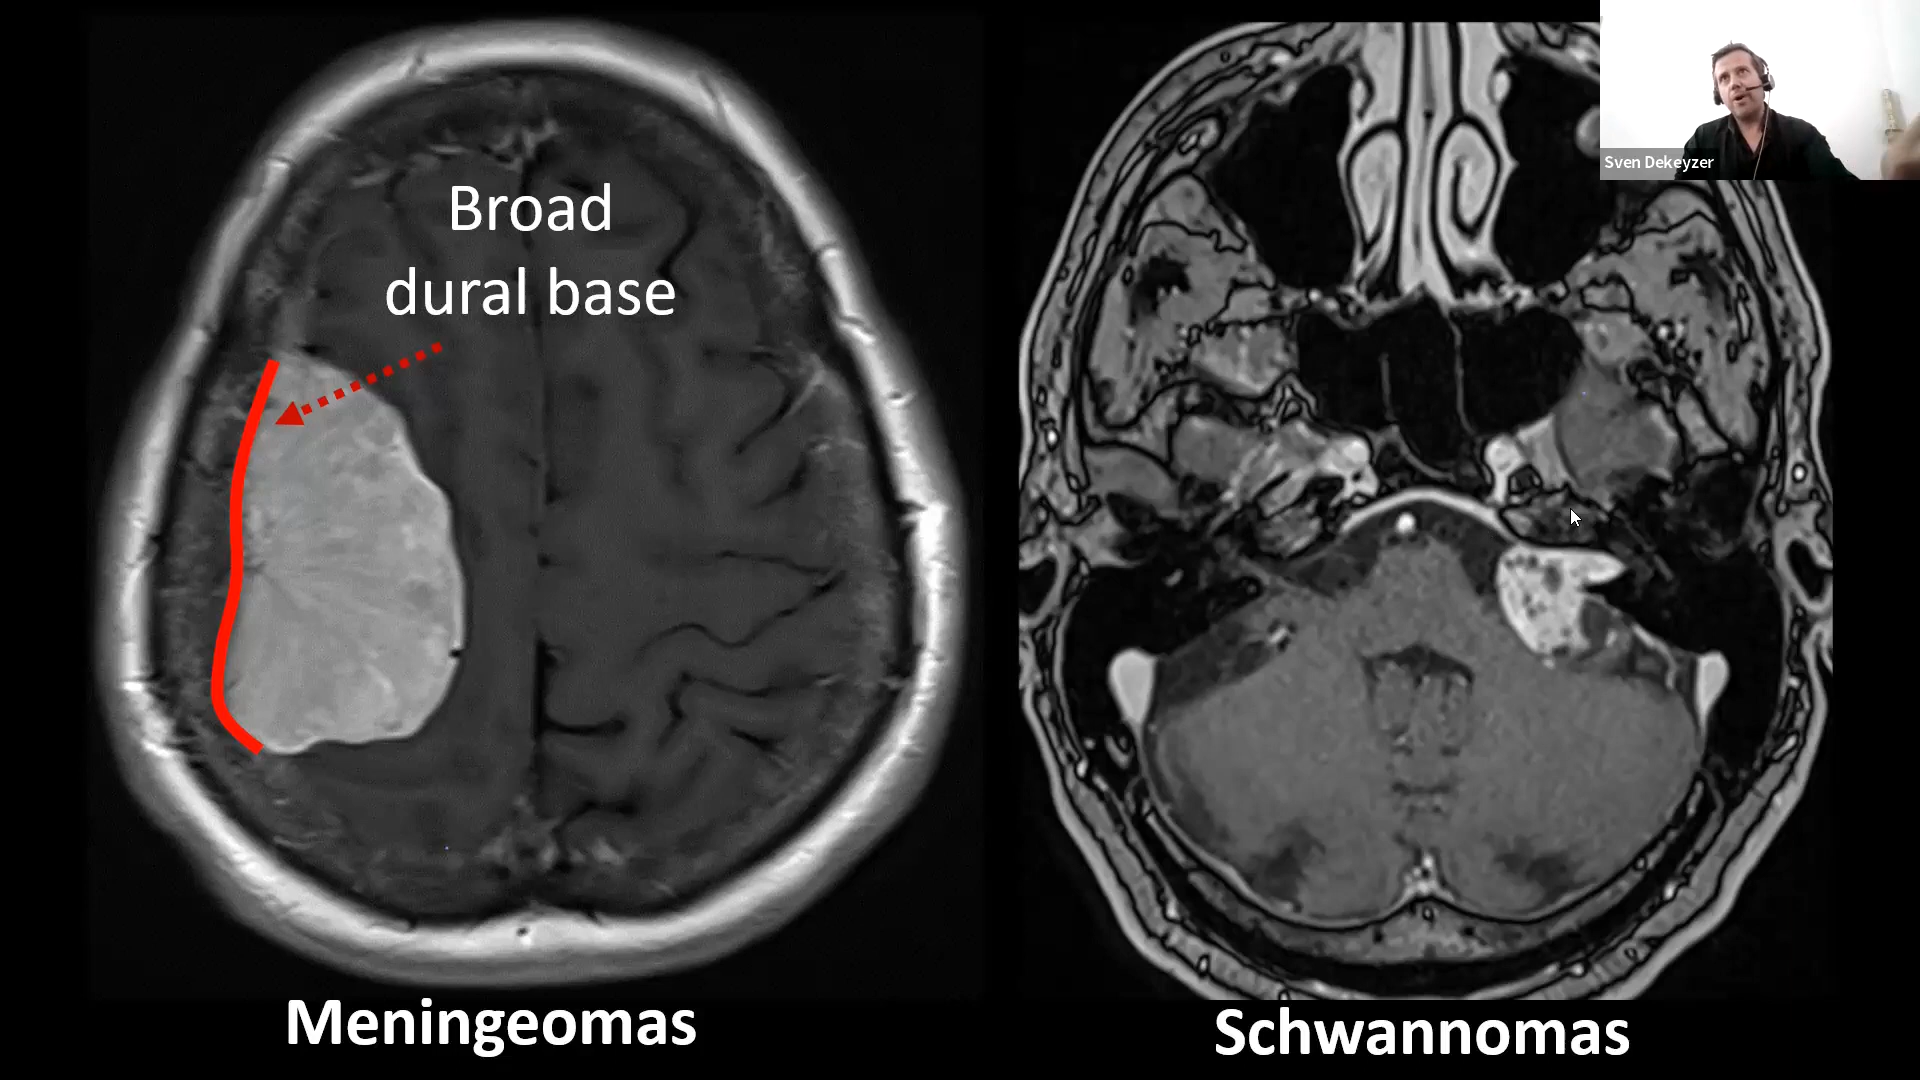 Sven Dekeyzer
Broad
dural base
Meningeomas
Schwannomas